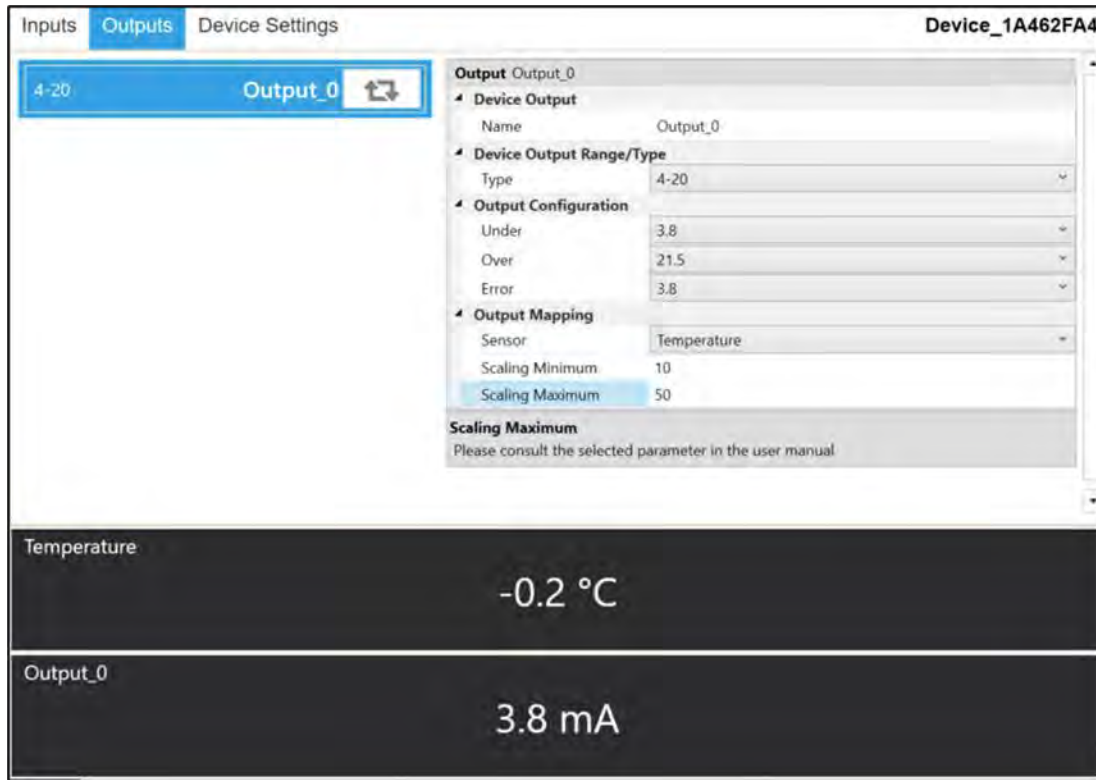 Inputs Outputs Device Settings Device_1A462FA4
4-20 Output_0
Output Output_0
Device Output
Name Output_0
Device Output Range/Type
Type 4-20
Output Configuration
Under 3.8
Over 21.5
Error 3.8
Output Mapping
Sensor Temperature
Scaling Minimum 10
Scaling Maximum 50
Scaling Maximum
Please consult the selected parameter in the user manual
Temperature
-0.2 °C
Output_0
3.8 mA